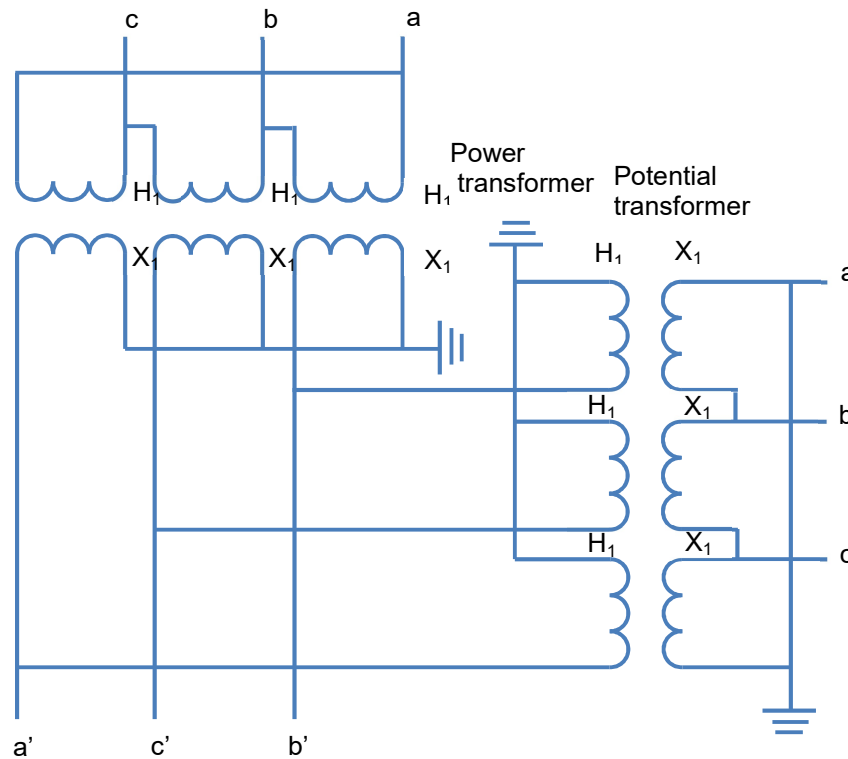 c b a
Power
transformer
Potential
transformer
H₁ H₁ H₁
X₁ X₁ X₁
H₁ X₁
a
H₁ X₁
b
H₁ X₁
c
a’ c’ b’